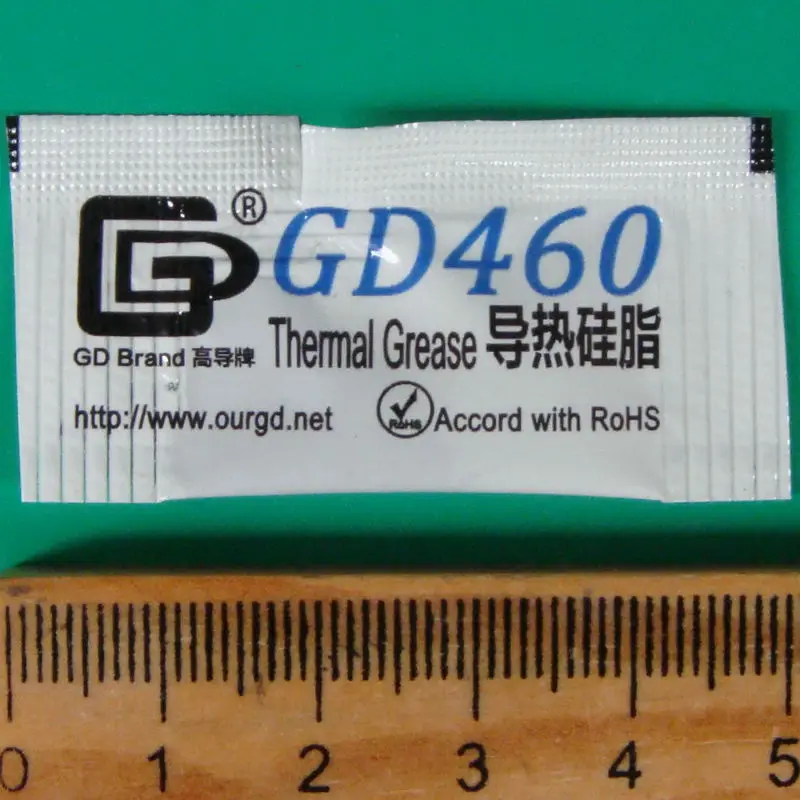 GD ® GD460
GD Brand 高导牌 Thermal Grease 导热硅脂
http://www.ourgd.net RoHS Accord with RoHS
0 1 2 3 4 5